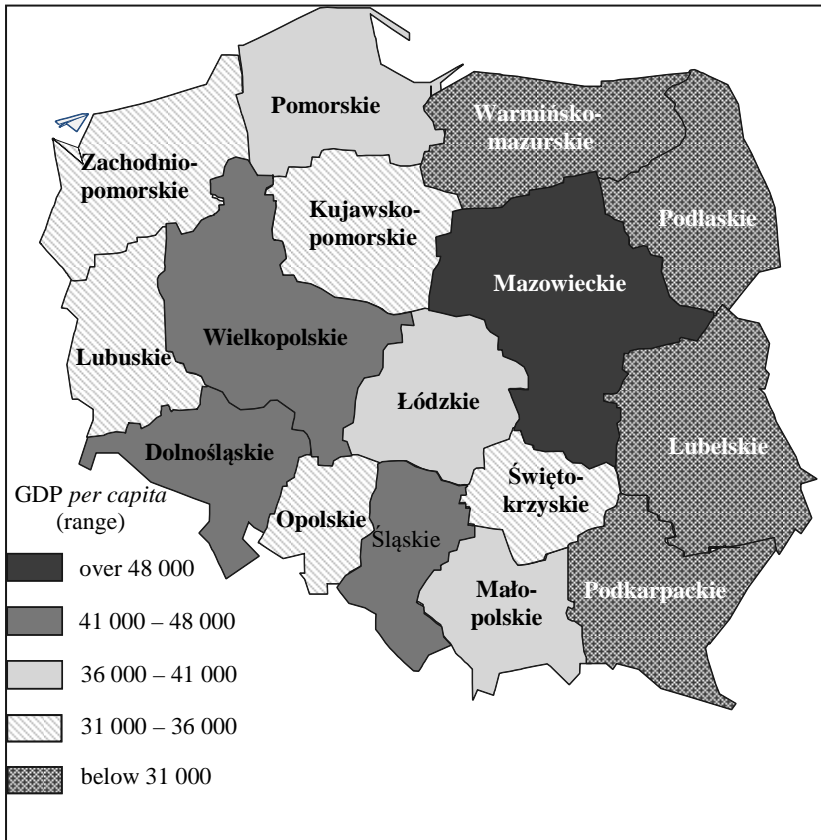 Pomorskie
Warmińsko-
mazurskie
Zachodnio-
pomorskie
Kujawsko-
pomorskie
Podlaskie
Mazowieckie
Wielkopolskie
Lubuskie
Łódzkie
Dolnośląskie
Lubelskie
Święto-
krzyskie
Opolskie
Śląskie
Mało-
polskie
Podkarpackie
GDP per capita
(range)
over 48 000
41 000 – 48 000
36 000 – 41 000
31 000 – 36 000
below 31 000